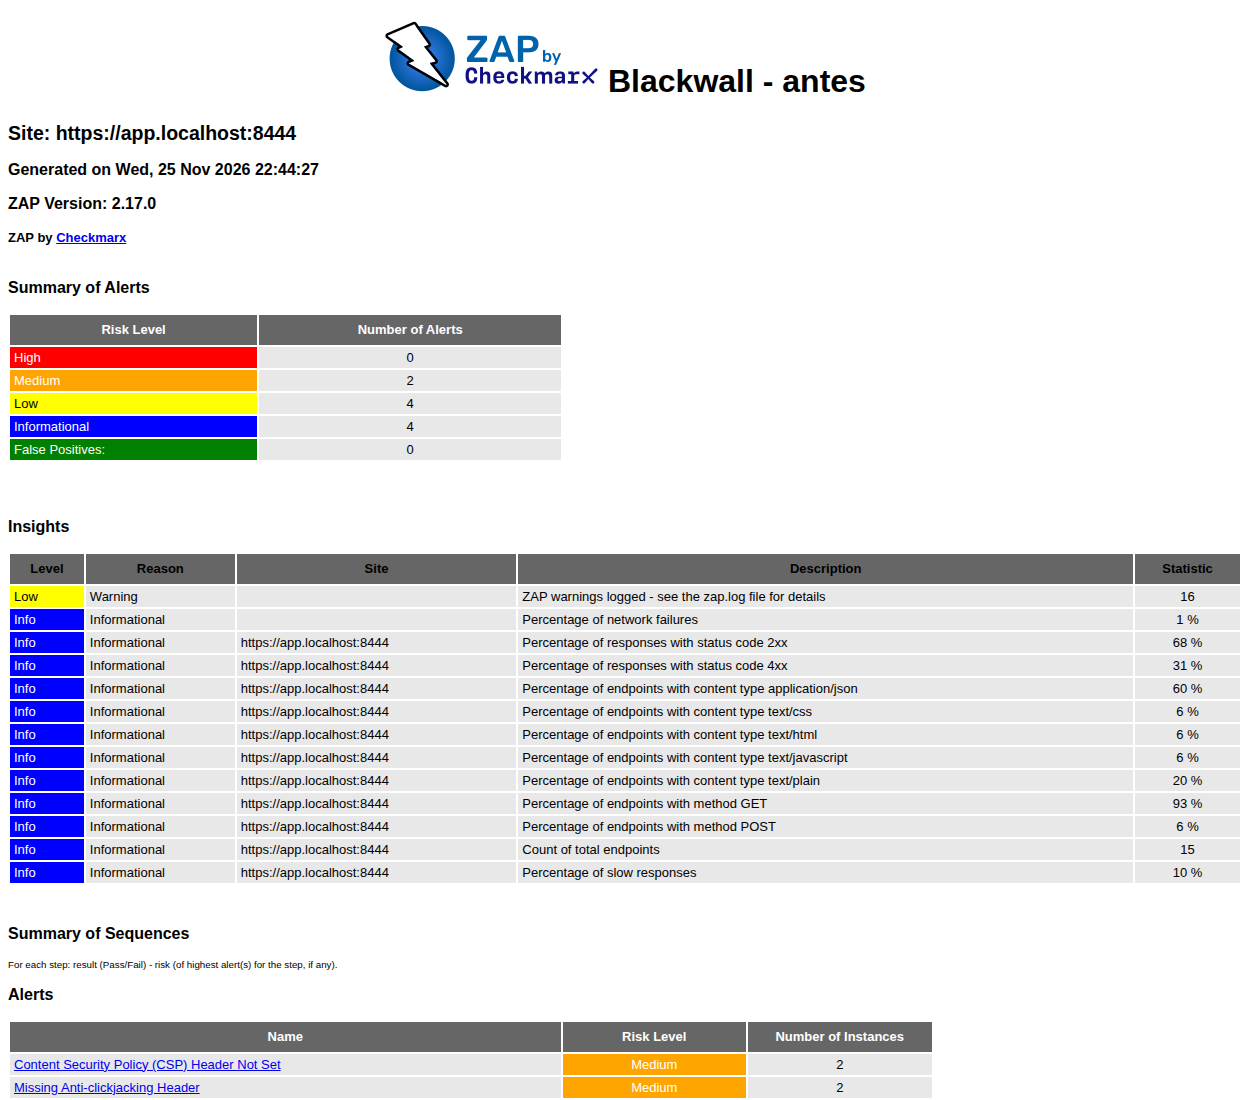 ZAP by
Checkmarx Blackwall - antes
Site: https://app.localhost:8444
Generated on Wed, 25 Nov 2026 22:44:27
ZAP Version: 2.17.0
ZAP by Checkmarx
Summary of Alerts
Risk Level Number of Alerts
High 0
Medium 2
Low 4
Informational 4
False Positives: 0
Insights
Level Reason Site Description Statistic
Low Warning ZAP warnings logged - see the zap.log file for details 16
Info Informational Percentage of network failures 1 %
Info Informational https://app.localhost:8444 Percentage of responses with status code 2xx 68 %
Info Informational https://app.localhost:8444 Percentage of responses with status code 4xx 31 %
Info Informational https://app.localhost:8444 Percentage of endpoints with content type application/json 60 %
Info Informational https://app.localhost:8444 Percentage of endpoints with content type text/css 6 %
Info Informational https://app.localhost:8444 Percentage of endpoints with content type text/html 6 %
Info Informational https://app.localhost:8444 Percentage of endpoints with content type text/javascript 6 %
Info Informational https://app.localhost:8444 Percentage of endpoints with content type text/plain 20 %
Info Informational https://app.localhost:8444 Percentage of endpoints with method GET 93 %
Info Informational https://app.localhost:8444 Percentage of endpoints with method POST 6 %
Info Informational https://app.localhost:8444 Count of total endpoints 15
Info Informational https://app.localhost:8444 Percentage of slow responses 10 %
Summary of Sequences
For each step: result (Pass/Fail) - risk (of highest alert(s) for the step, if any).
Alerts
Name Risk Level Number of Instances
Content Security Policy (CSP) Header Not Set Medium 2
Missing Anti-clickjacking Header Medium 2